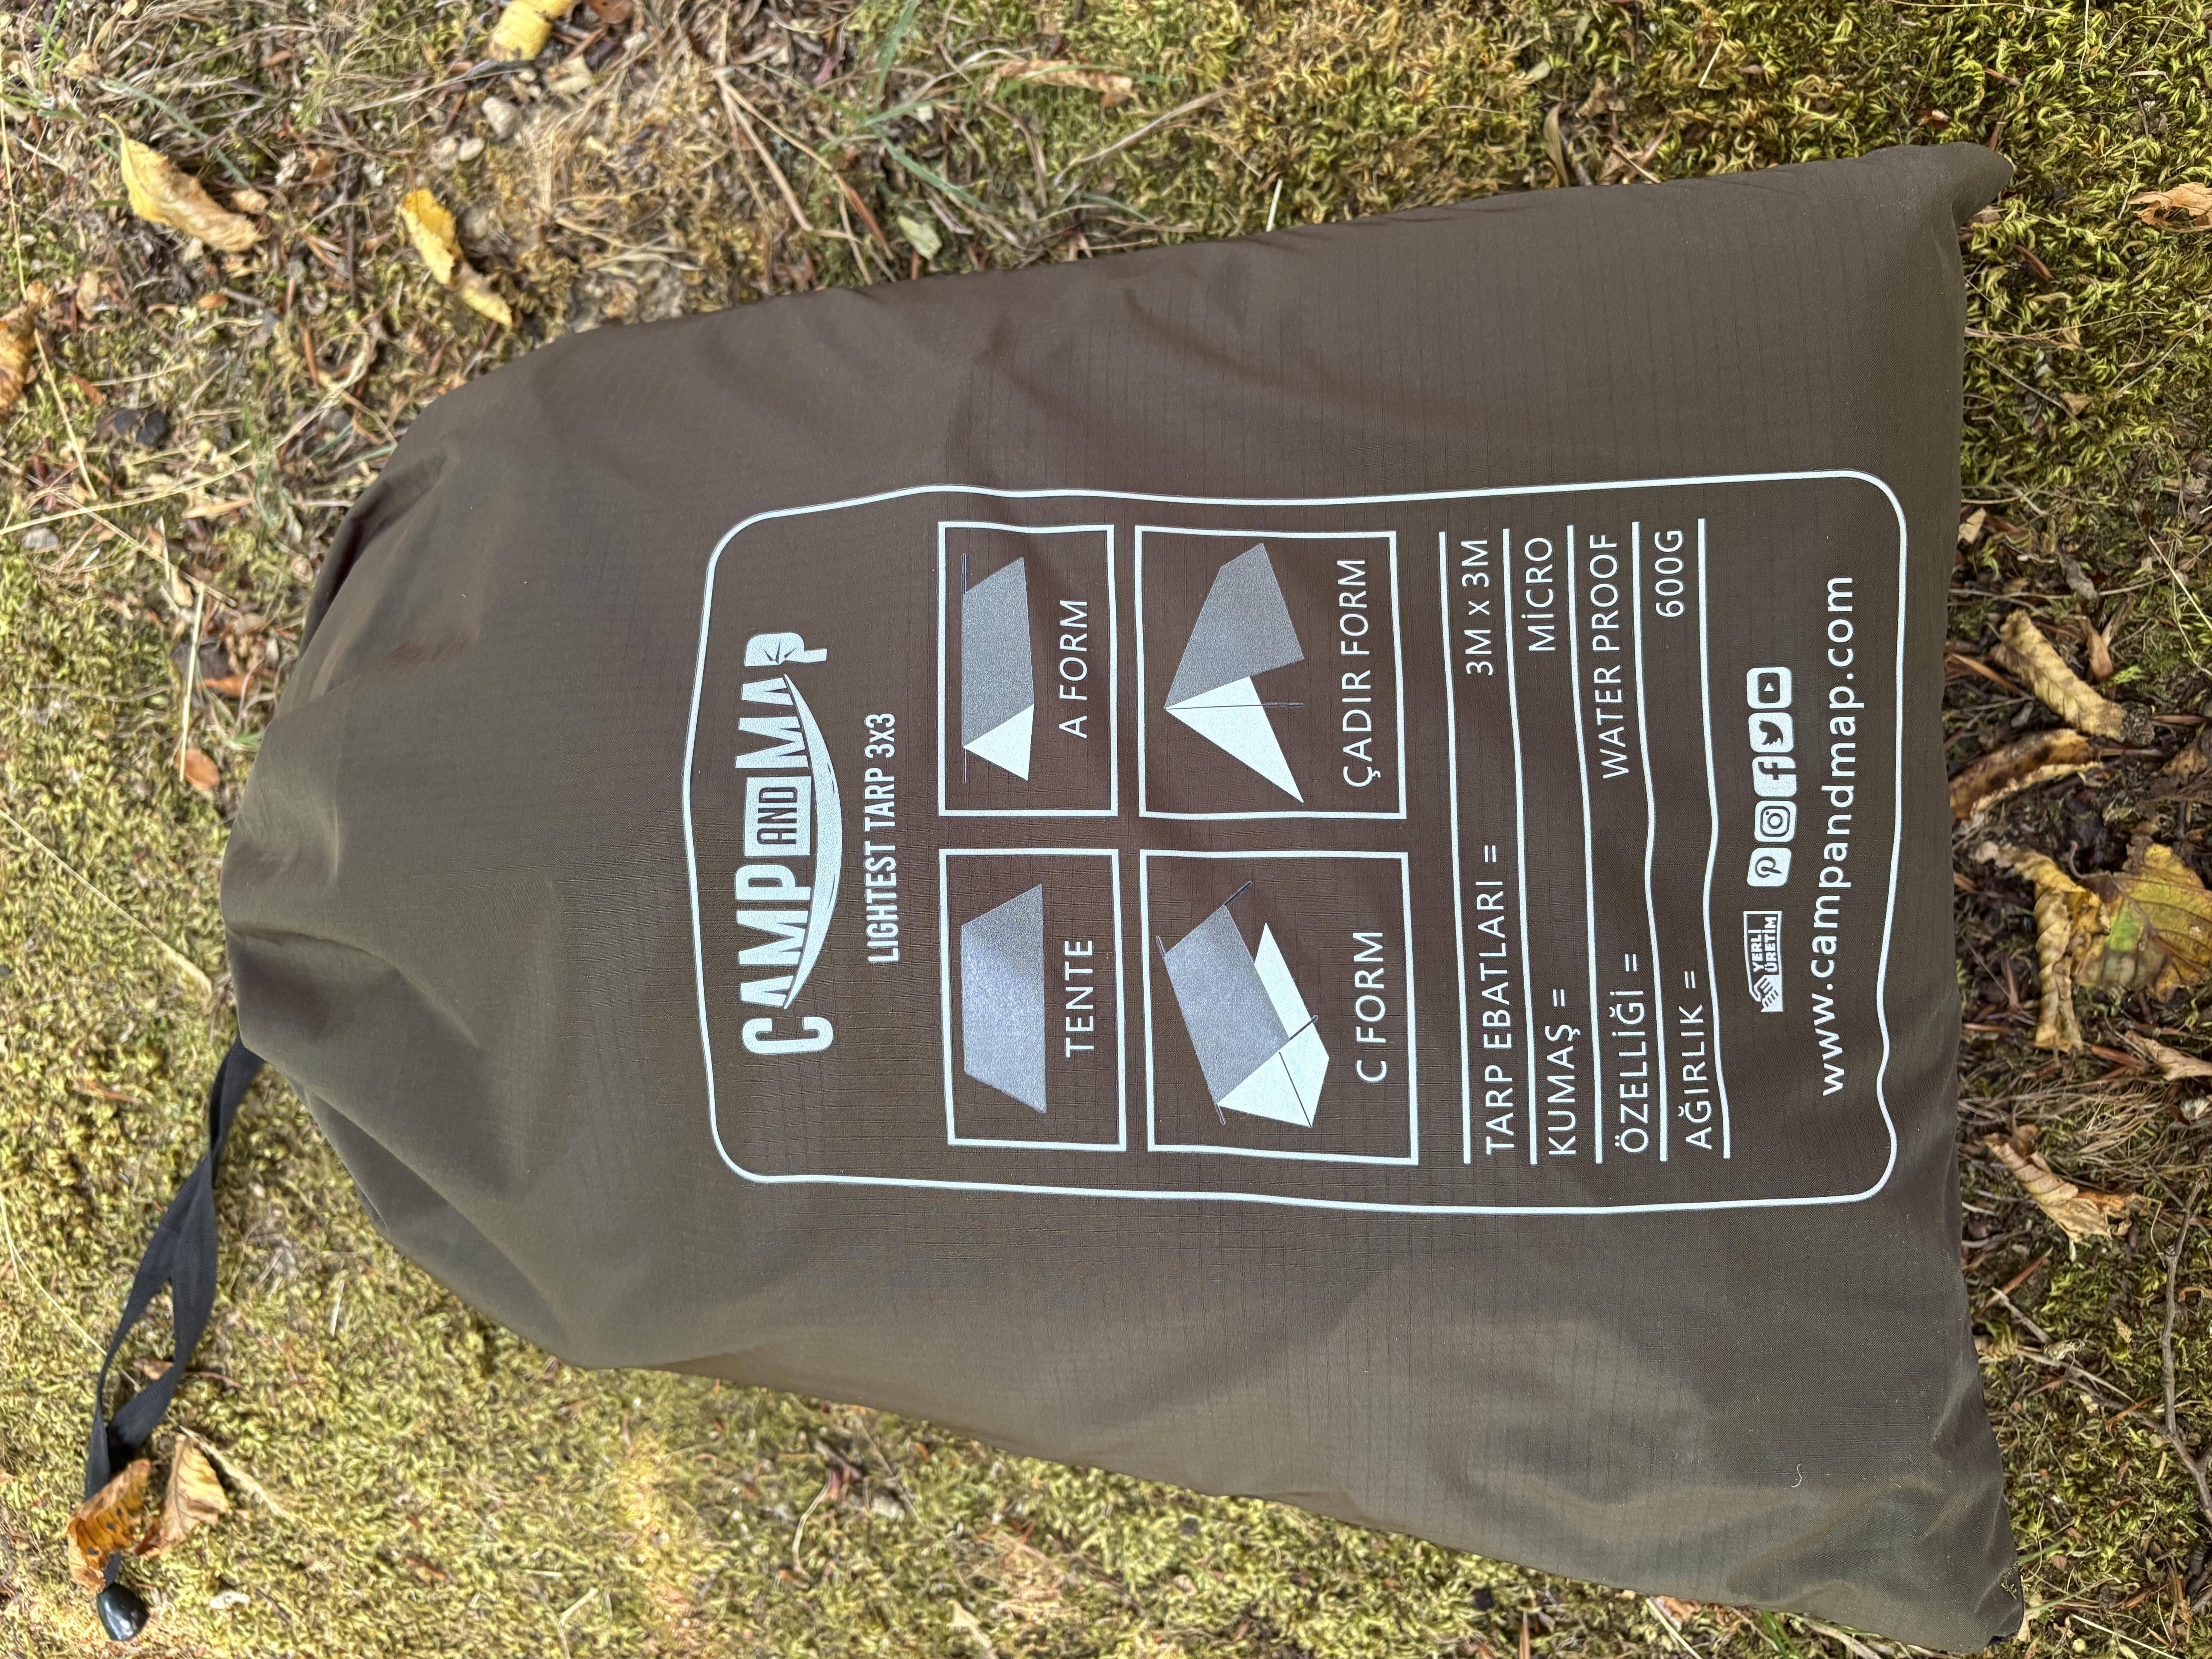 CAMP AND MAP
LIGHTEST TARP 3x3
TENTE
A FORM
C FORM
ÇADIR FORM
TARP EBATLARI = 3M x 3M
KUMAŞ = MİCRO
ÖZELLİĞİ = WATER PROOF
AĞIRLIK = 600G
YERLİ
ÜRETİM
www.campandmap.com